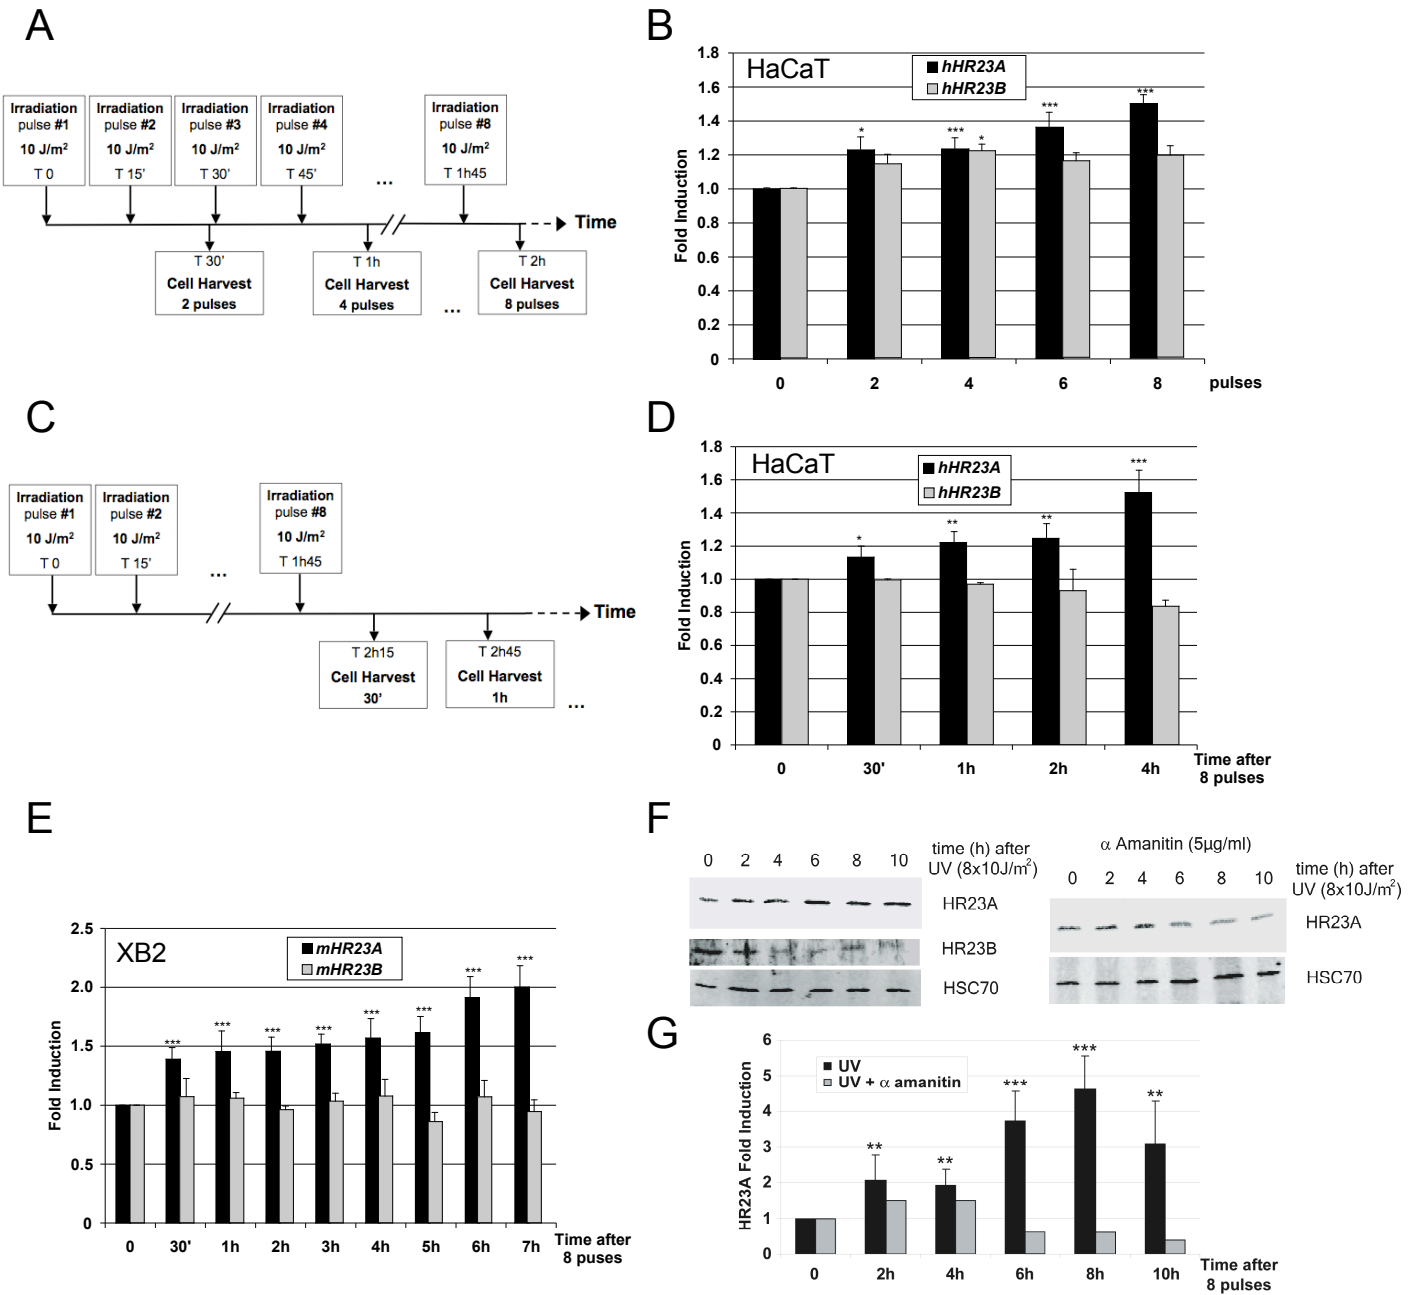 A
Irradiation
pulse #1
10 J/m²
T 0
Irradiation
pulse #2
10 J/m²
T 15'
Irradiation
pulse #3
10 J/m²
T 30'
Irradiation
pulse #4
10 J/m²
T 45'
...
Irradiation
pulse #8
10 J/m²
T 1h45
Time
T 30'
Cell Harvest
2 pulses
T 1h
Cell Harvest
4 pulses
...
T 2h
Cell Harvest
8 pulses
B
HaCaT
hHR23A
hHR23B
Fold Induction
1.8
1.6
1.4
1.2
1.0
0.8
0.6
0.4
0.2
0
* *** * *** ***
0 2 4 6 8 pulses
C
Irradiation
pulse #1
10 J/m²
T 0
Irradiation
pulse #2
10 J/m²
T 15'
...
Irradiation
pulse #8
10 J/m²
T 1h45
Time
T 2h15
Cell Harvest
30'
T 2h45
Cell Harvest
1h
...
D
HaCaT
hHR23A
hHR23B
Fold Induction
1.8
1.6
1.4
1.2
1.0
0.8
0.6
0.4
0.2
0
* ** ** ***
0 30' 1h 2h 4h
Time after
8 pulses
E
XB2
mHR23A
mHR23B
Fold Induction
2.5
2.0
1.5
1.0
0.5
0
*** *** *** *** *** *** *** ***
0 30' 1h 2h 3h 4h 5h 6h 7h
Time after
8 puses
F
0 2 4 6 8 10
time (h) after
UV (8x10J/m²)
HR23A
HR23B
HSC70
α Amanitin (5µg/ml)
0 2 4 6 8 10
time (h) after
UV (8x10J/m²)
HR23A
HSC70
G
UV
UV + α amanitin
HR23A Fold Induction
6
5
4
3
2
1
0
** ** *** *** **
0 2h 4h 6h 8h 10h
Time after
8 pulses